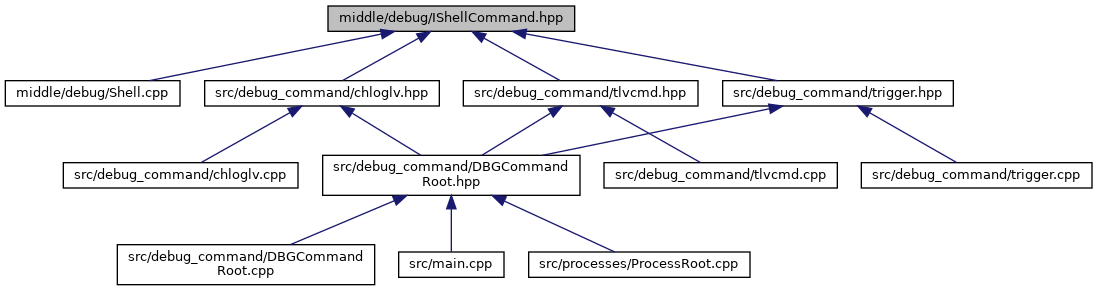 middle/debug/IShellCommand.hpp
middle/debug/Shell.cpp
src/debug_command/chloglv.hpp
src/debug_command/tlvcmd.hpp
src/debug_command/trigger.hpp
src/debug_command/chloglv.cpp
src/debug_command/DBGCommand
Root.hpp
src/debug_command/tlvcmd.cpp
src/debug_command/trigger.cpp
src/debug_command/DBGCommand
Root.cpp
src/main.cpp
src/processes/ProcessRoot.cpp